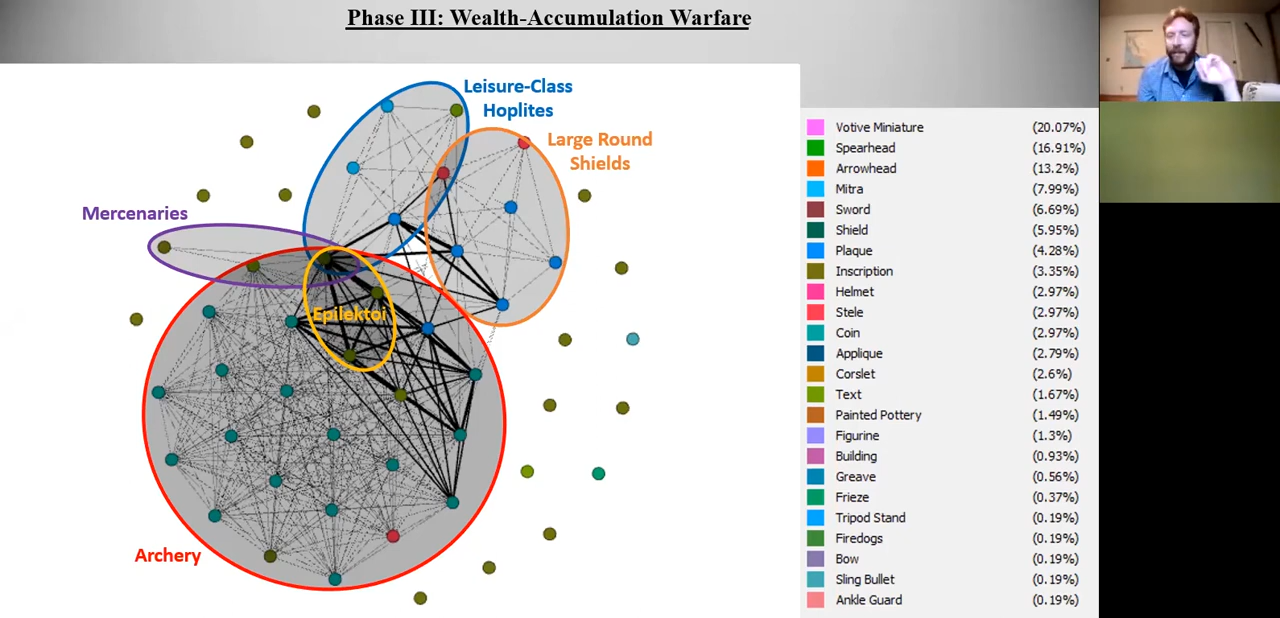 Phase III: Wealth-Accumulation Warfare
Leisure-Class
Hoplites
Large Round
Shields
Mercenaries
Epilektoi
Archery
Votive Miniature (20.07%)
Spearhead (16.91%)
Arrowhead (13.2%)
Mitra (7.99%)
Sword (6.69%)
Shield (5.95%)
Plaque (4.28%)
Inscription (3.35%)
Helmet (2.97%)
Stele (2.97%)
Coin (2.97%)
Applique (2.79%)
Corslet (2.6%)
Text (1.67%)
Painted Pottery (1.49%)
Figurine (1.3%)
Building (0.93%)
Greave (0.56%)
Frieze (0.37%)
Tripod Stand (0.19%)
Firedogs (0.19%)
Bow (0.19%)
Sling Bullet (0.19%)
Ankle Guard (0.19%)